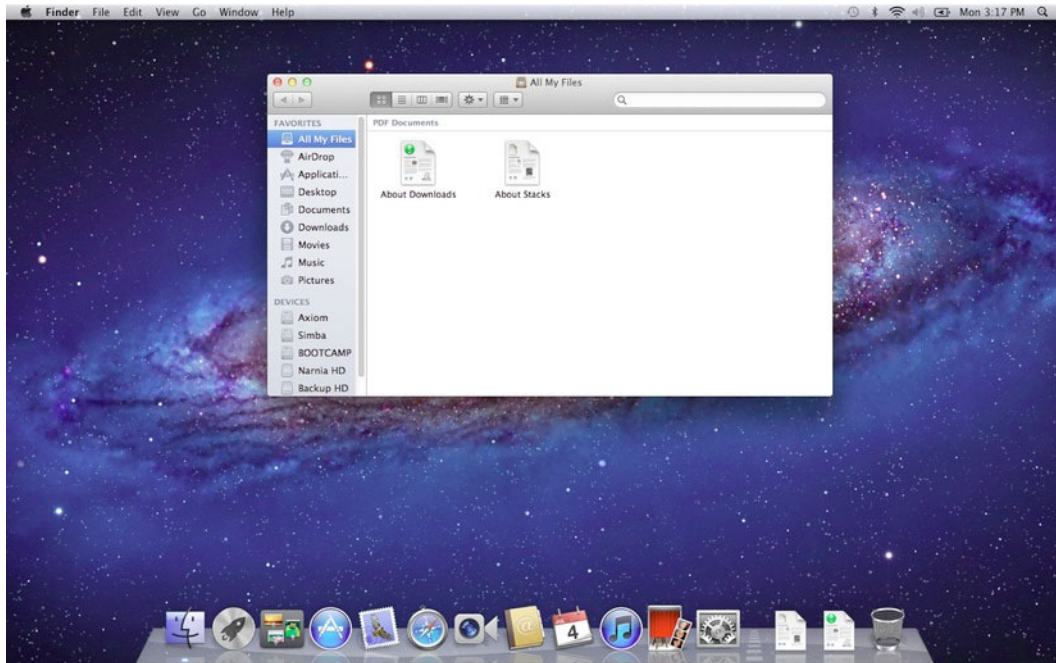 Finder File Edit View Go Window Help Mon 3:17 PM
All My Files
FAVORITES
All My Files
AirDrop
Applicati...
Desktop
Documents
Downloads
Movies
Music
Pictures
DEVICES
Axiom
Simba
BOOTCAMP
Narnia HD
Backup HD
PDF Documents
About Downloads About Stacks
4